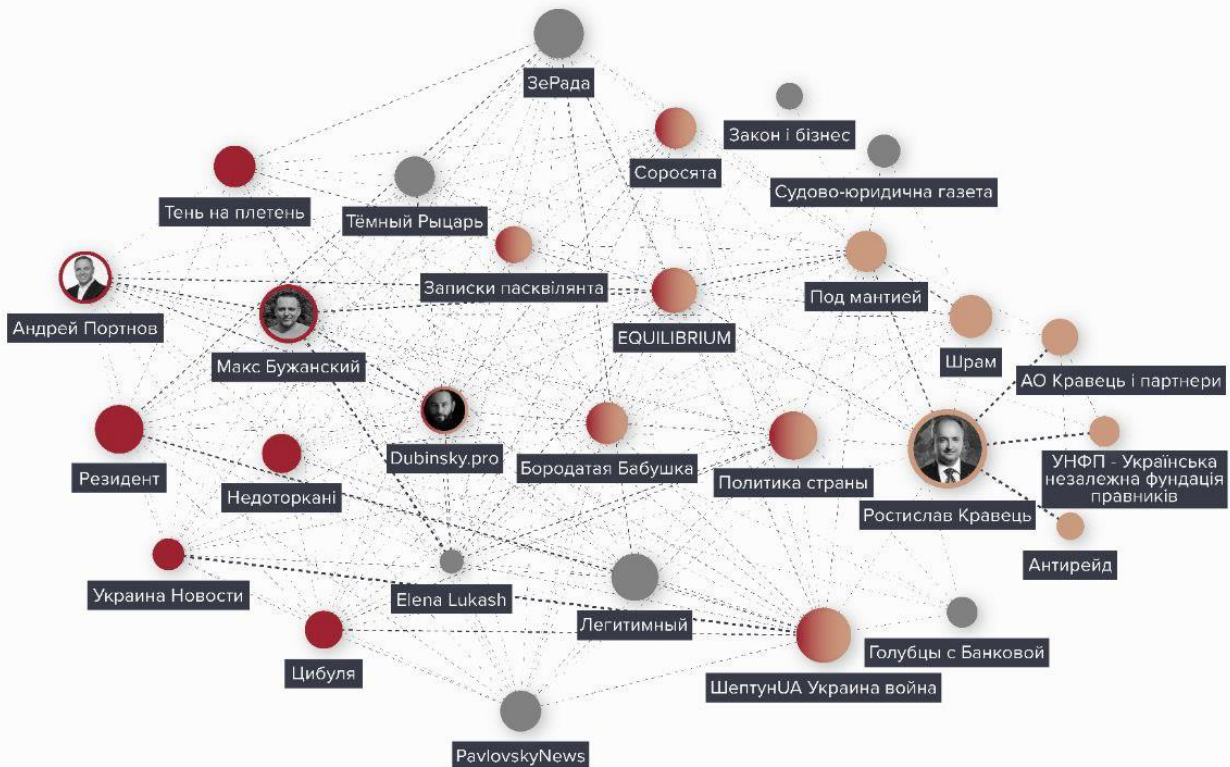 ЗеРада
Закон і бізнес
Соросята
Судово-юридична газета
Тень на плетень
Тёмный Рыцарь
Записки пасквілянта
Под мантией
Андрей Портнов
EQUILIBRIUM
Макс Бужанский
Шрам
АО Кравець і партнери
Dubinsky.pro
Бородатая Бабушка
Политика страны
Резидент
Недоторкані
УНФП - Українська
незалежна фундація
правників
Ростислав Кравець
Антирейд
Украина Новости
Elena Lukash
Легитимный
Голубцы с Банковой
Цибуля
ШептунUA Украина война
PavlovskyNews